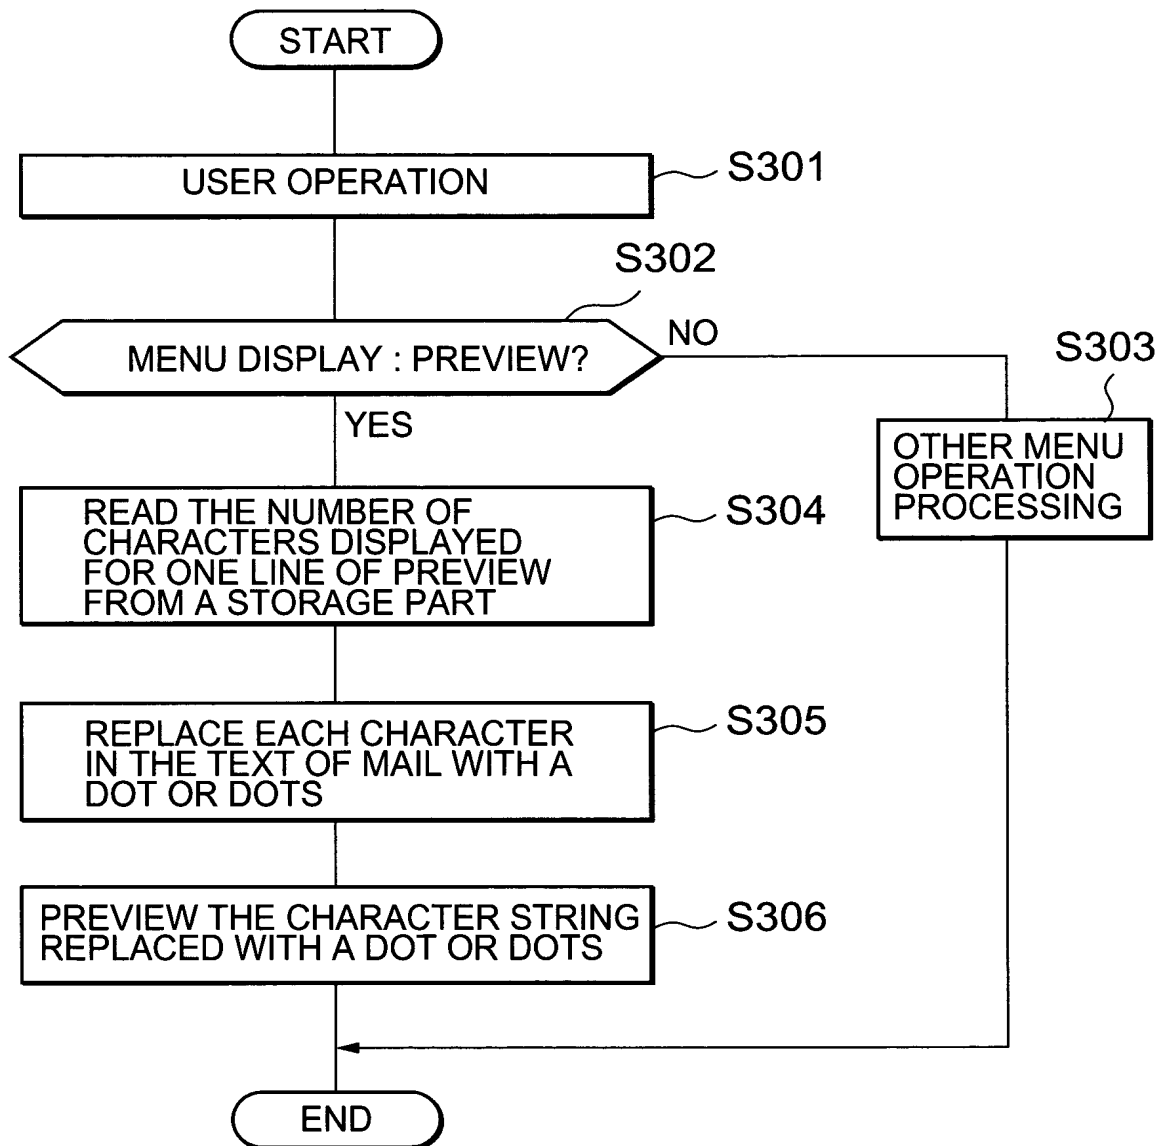 START
USER OPERATION
S301
S302
MENU DISPLAY : PREVIEW?
NO
YES
S303
OTHER MENU
OPERATION
PROCESSING
READ THE NUMBER OF
CHARACTERS DISPLAYED
FOR ONE LINE OF PREVIEW
FROM A STORAGE PART
S304
REPLACE EACH CHARACTER
IN THE TEXT OF MAIL WITH A
DOT OR DOTS
S305
PREVIEW THE CHARACTER STRING
REPLACED WITH A DOT OR DOTS
S306
END